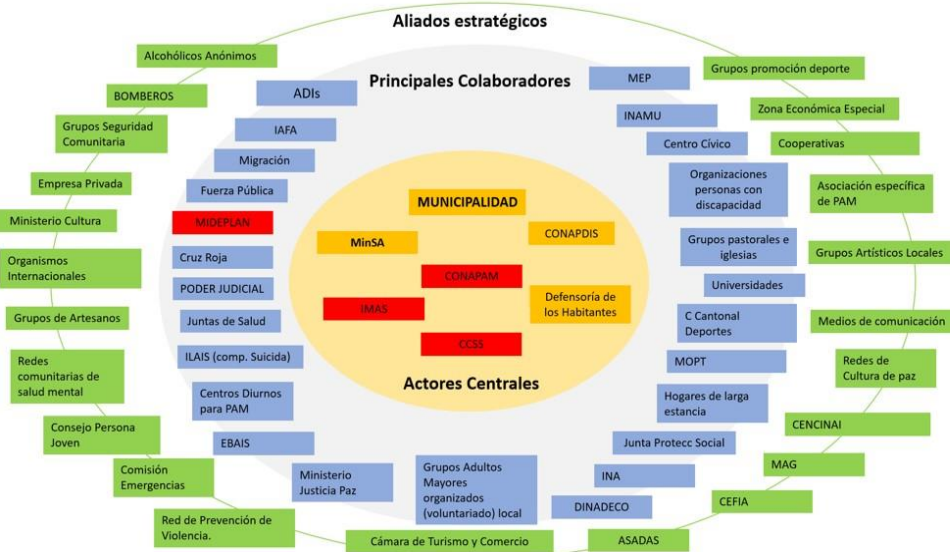 Aliados estratégicos
Alcohólicos Anónimos
BOMBEROS
Grupos Seguridad
Comunitaria
Empresa Privada
Ministerio Cultura
Organismos
Internacionales
Grupos de Artesanos
Redes
comunitarias de
salud mental
Consejo Persona
Joven
Comisión
Emergencias
Red de Prevención de
Violencia.
Cámara de Turismo y Comercio
ASADAS
CEFIA
MAG
CENCINAI
Redes de
Cultura de paz
Medios de comunicación
Grupos Artísticos Locales
Asociación específica
de PAM
Cooperativas
Zona Económica Especial
Grupos promoción deporte
Principales Colaboradores
ADIs
IAFA
Migración
Fuerza Pública
MIDEPLAN
Cruz Roja
PODER JUDICIAL
Juntas de Salud
ILAIS (comp. Suicida)
Centros Diurnos
para PAM
EBAIS
Ministerio
Justicia Paz
Grupos Adultos
Mayores
organizados
(voluntariado) local
DINADECO
INA
Junta Protecc Social
Hogares de larga
estancia
MOPT
C Cantonal
Deportes
Universidades
Grupos pastorales e
iglesias
Organizaciones
personas con
discapacidad
Centro Cívico
INAMU
MEP
MUNICIPALIDAD
MinSA
CONAPDIS
CONAPAM
IMAS
Defensoría de
los Habitantes
CCSS
Actores Centrales